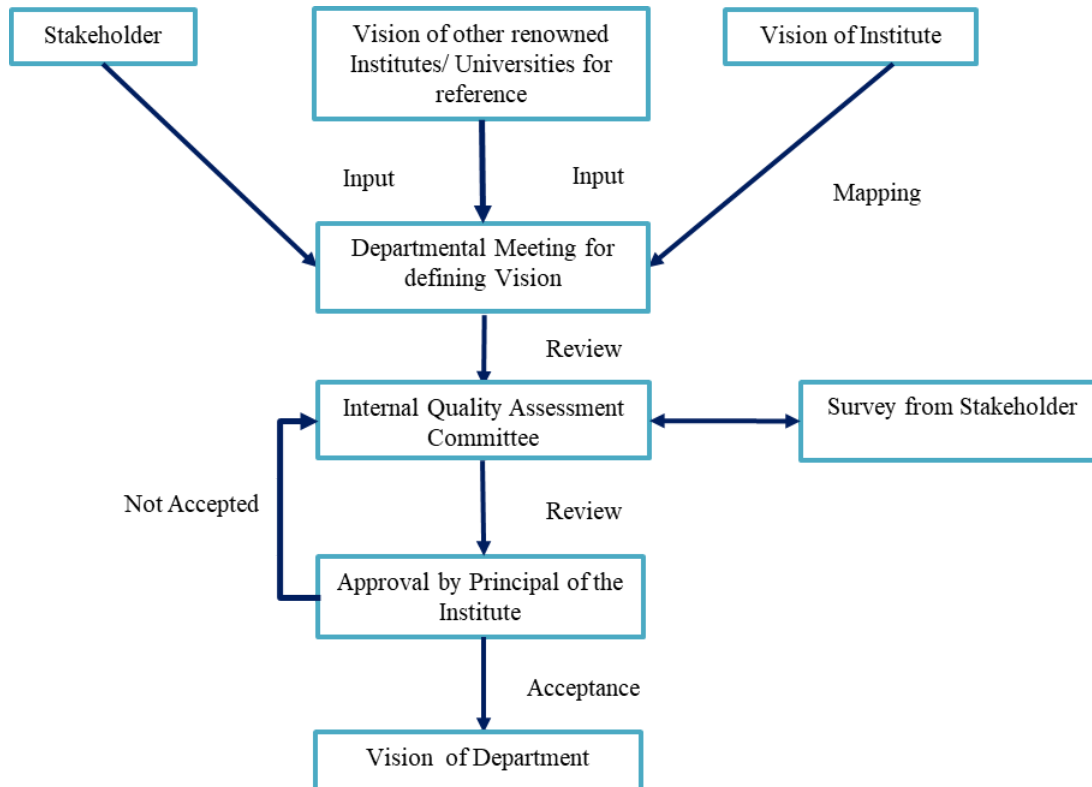 Stakeholder
Vision of other renowned
Institutes/ Universities for
reference
Vision of Institute
Input
Input
Mapping
Departmental Meeting for
defining Vision
Review
Internal Quality Assessment
Committee
Survey from Stakeholder
Not Accepted
Review
Approval by Principal of the
Institute
Acceptance
Vision of Department